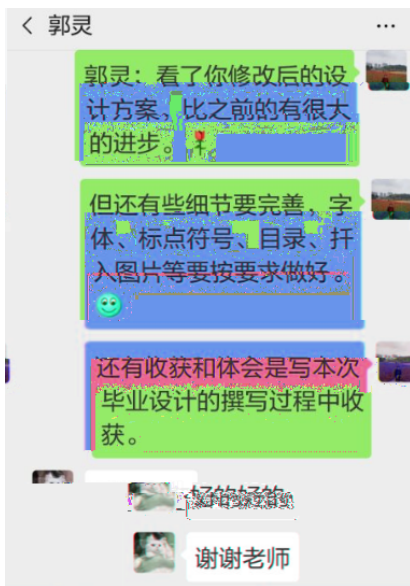 郭灵
郭灵：看了你修改后的设
计方案、比之前的有很大
的进步。
但还有些细节要完善、字
体、标点符号、目录、扦
入图片等要按要求做好。
还有收获和体会是写本次
毕业设计的撰写过程中收
获。
好的好的
谢谢老师